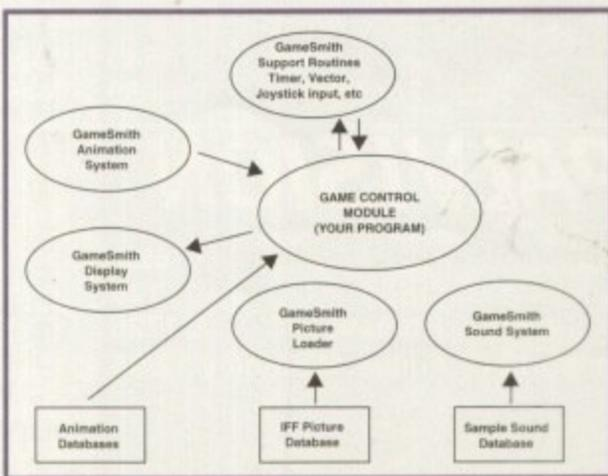 GameSmith
Support Routines
Timer, Vector,
Joystick input, etc
GameSmith
Animation
System
GAME CONTROL
MODULE
(YOUR PROGRAM)
GameSmith
Display
System
GameSmith
Picture
Loader
GameSmith
Sound System
Animation
Databases
IFF Picture
Database
Sample Sound
Database